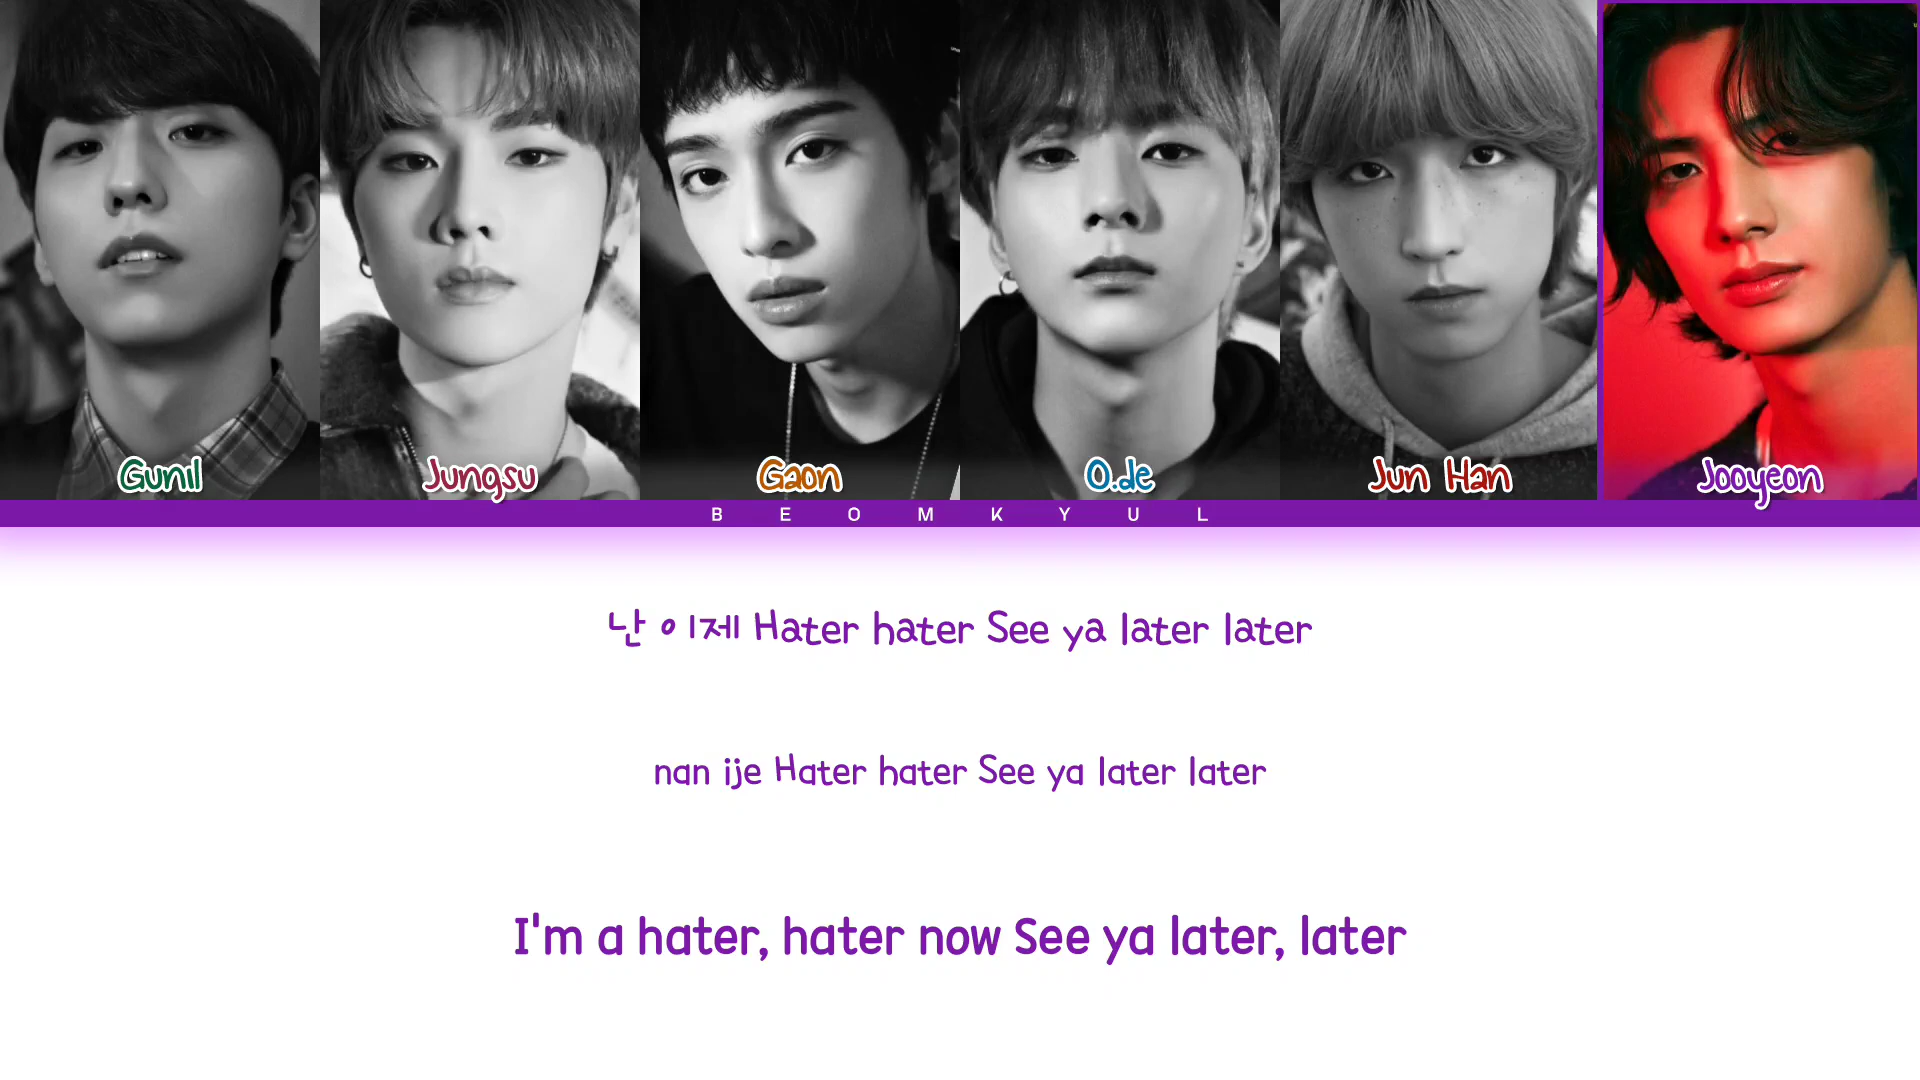 Gunil
Jungsu
Gaon
O.de
Jun Han
Jooyeon
BEOMKYUL
난 이제 Hater hater See ya later later
nan ije Hater hater See ya later later
I'm a hater, hater now See ya later, later